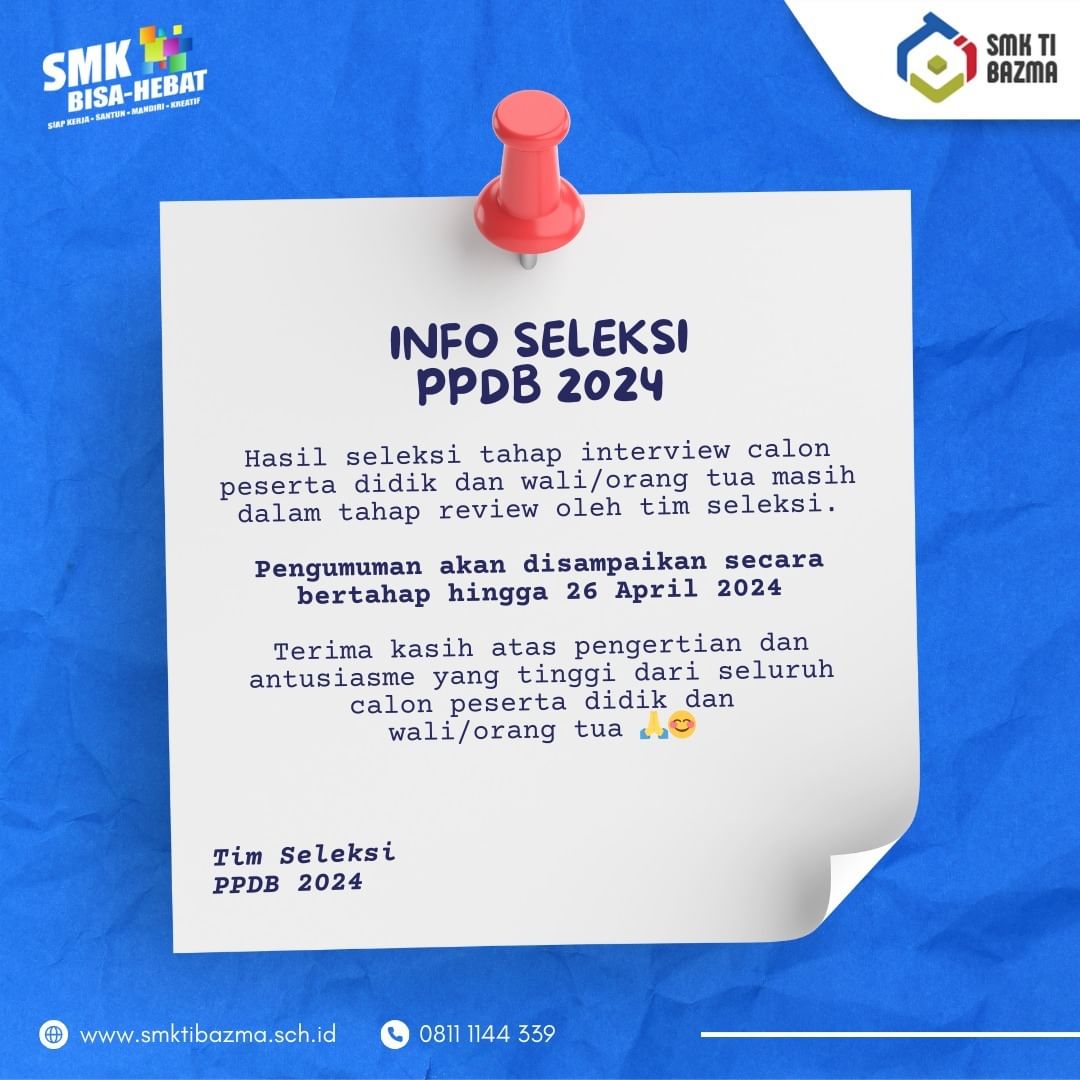 SMK
BISA-HEBAT
SIAP KERJA • SANTUN • MANDIRI • KREATIF
SMK TI
BAZMA
INFO SELEKSI
PPDB 2024
Hasil seleksi tahap interview calon
peserta didik dan wali/orang tua masih
dalam tahap review oleh tim seleksi.
Pengumuman akan disampaikan secara
bertahap hingga 26 April 2024
Terima kasih atas pengertian dan
antusiasme yang tinggi dari seluruh
calon peserta didik dan
wali/orang tua 🙏😊
Tim Seleksi
PPDB 2024
www.smktibazma.sch.id
0811 1144 339